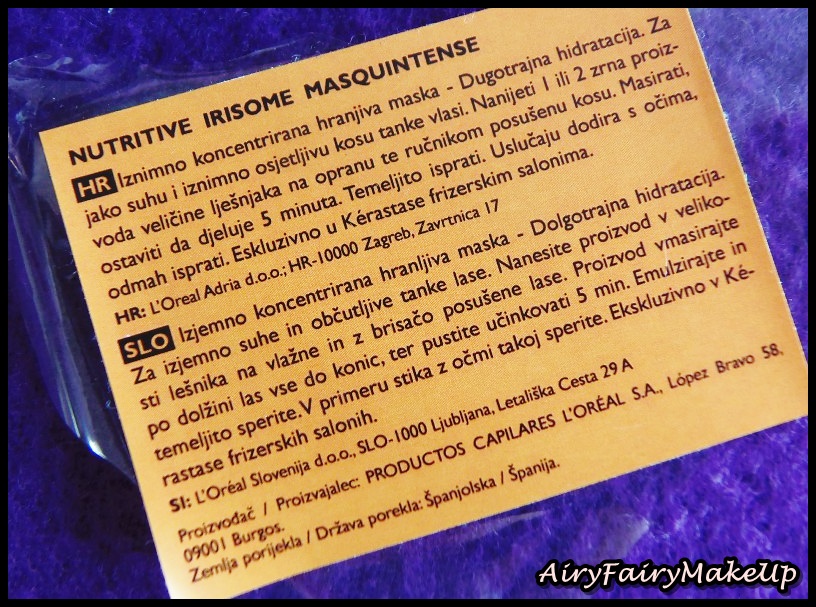 NUTRITIVE IRISOME MASQUINTENSE
HR Iznimno koncentrirana hranjiva maska - Dugotrajna hidratacija. Za
jako suhu i iznimno osjetljivu kosu tanke vlasi. Nanijeti 1 ili 2 zrna proiz-
voda veličine lješnjaka na opranu te ručnikom posušenu kosu. Masirati,
ostaviti da djeluje 5 minuta. Temeljito isprati. Uslučaju dodira s očima,
odmah isprati. Eskluzivno u Kérastase frizerskim salonima.
HR: L'Oreal Adria d.o.o.; HR-10000 Zagreb, Zavrtnica 17
SLO Izjemno koncentrirana hranljiva maska - Dolgotrajna hidratacija.
Za izjemno suhe in občutljive tanke lase. Nanesite proizvod v veliko-
sti lešnika na vlažne in z brisačo posušene lase. Proizvod vmasirajte
po dolžini las vse do konic, ter pustite učinkovati 5 min. Emulzirajte in
temeljito sperite. V primeru stika z očmi takoj sperite. Ekskluzivno v Ké-
rastase frizerskih salonih.
SI: L'Oréal Slovenija d.o.o., SLO-1000 Ljubljana, Letališka Cesta 29 A
Proizvođač / Proizvajalec: PRODUCTOS CAPILARES L'ORÉAL S.A., López Bravo 58,
09001 Burgos.
Zemlja porijekla / Država porekla: Španjolska / Španija.
AiryFairyMakeUp